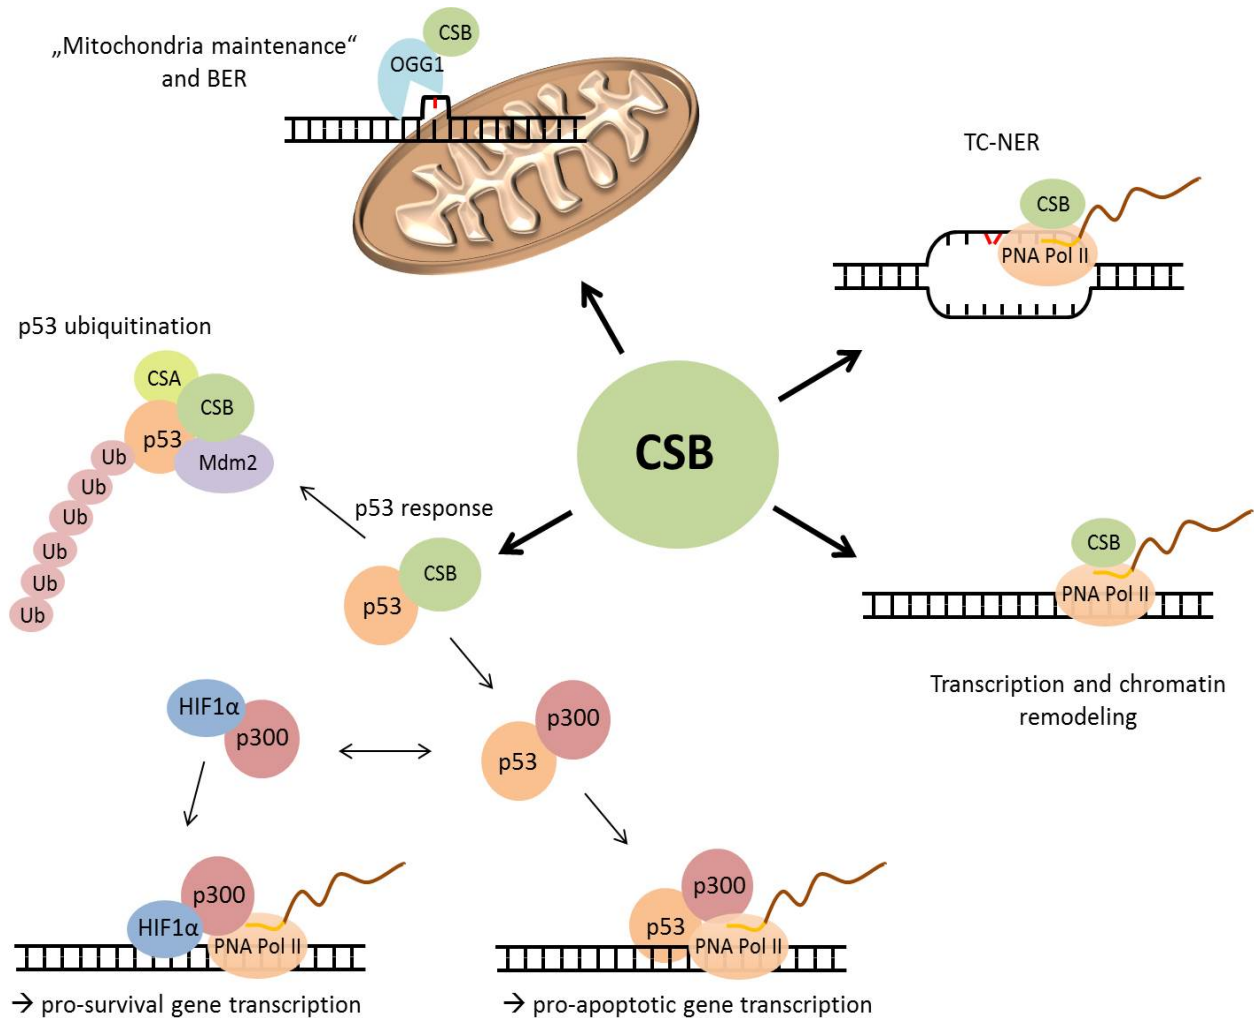 „Mitochondria maintenance“
and BER
CSB
OGG1
TC-NER
CSB
PNA Pol II
p53 ubiquitination
CSA
CSB
p53
Mdm2
Ub
Ub
Ub
Ub
Ub
Ub
CSB
p53 response
CSB
p53
CSB
PNA Pol II
Transcription and chromatin
remodeling
HIF1α
p300
p300
p53
p300
HIF1α
PNA Pol II
→ pro-survival gene transcription
p300
p53
PNA Pol II
→ pro-apoptotic gene transcription